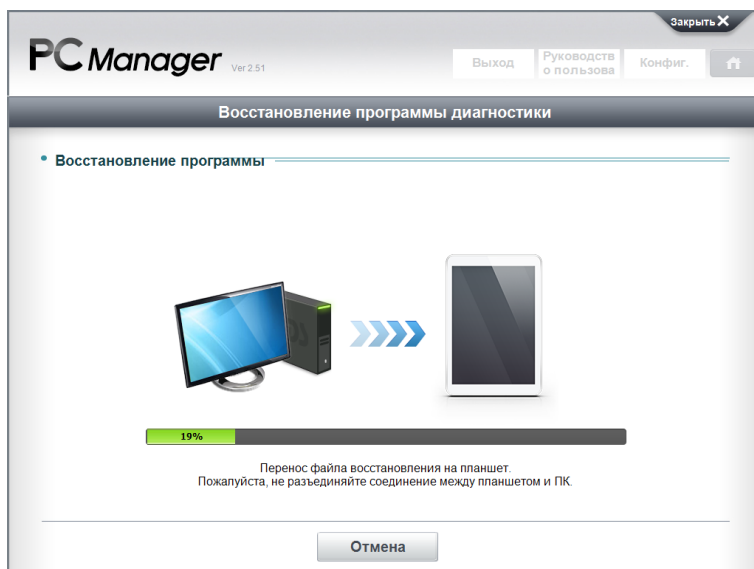 Закрыть X
PC Manager Ver 2.51
Выход
Руководств
о пользова
Конфиг.
Восстановление программы диагностики
Восстановление программы
19%
Перенос файла восстановления на планшет.
Пожалуйста, не разъединяйте соединение между планшетом и ПК.
Отмена